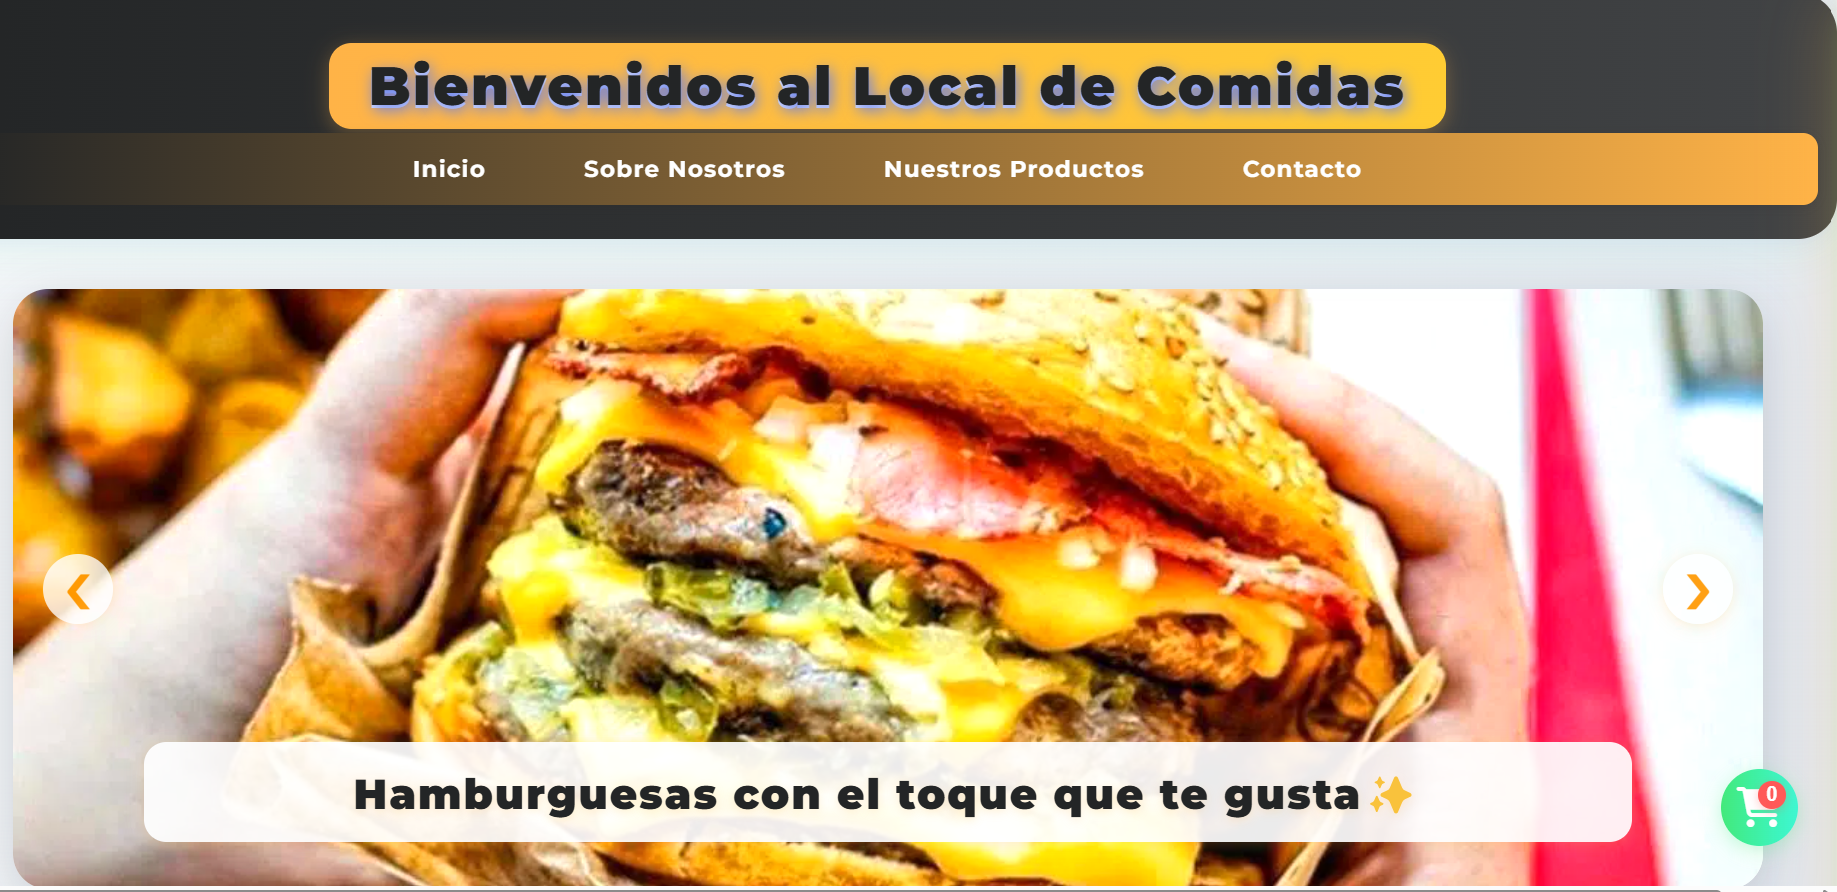 Bienvenidos al Local de Comidas
Inicio Sobre Nosotros Nuestros Productos Contacto
❮ ❯
Hamburguesas con el toque que te gusta✨
0